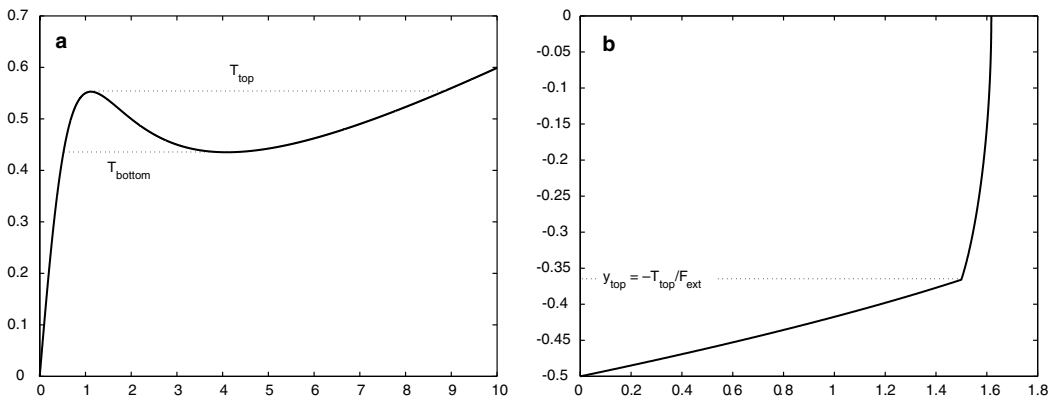 0.7
a
T_top
0.6
0.5
T_bottom
0.4
0.3
0.2
0.1
0
0 1 2 3 4 5 6 7 8 9 10
0
b
-0.05
-0.1
-0.15
-0.2
-0.25
-0.3
-0.35
y_top = –T_top/F_ext
-0.4
-0.45
-0.5
0 0.2 0.4 0.6 0.8 1.0 1.2 1.4 1.6 1.8